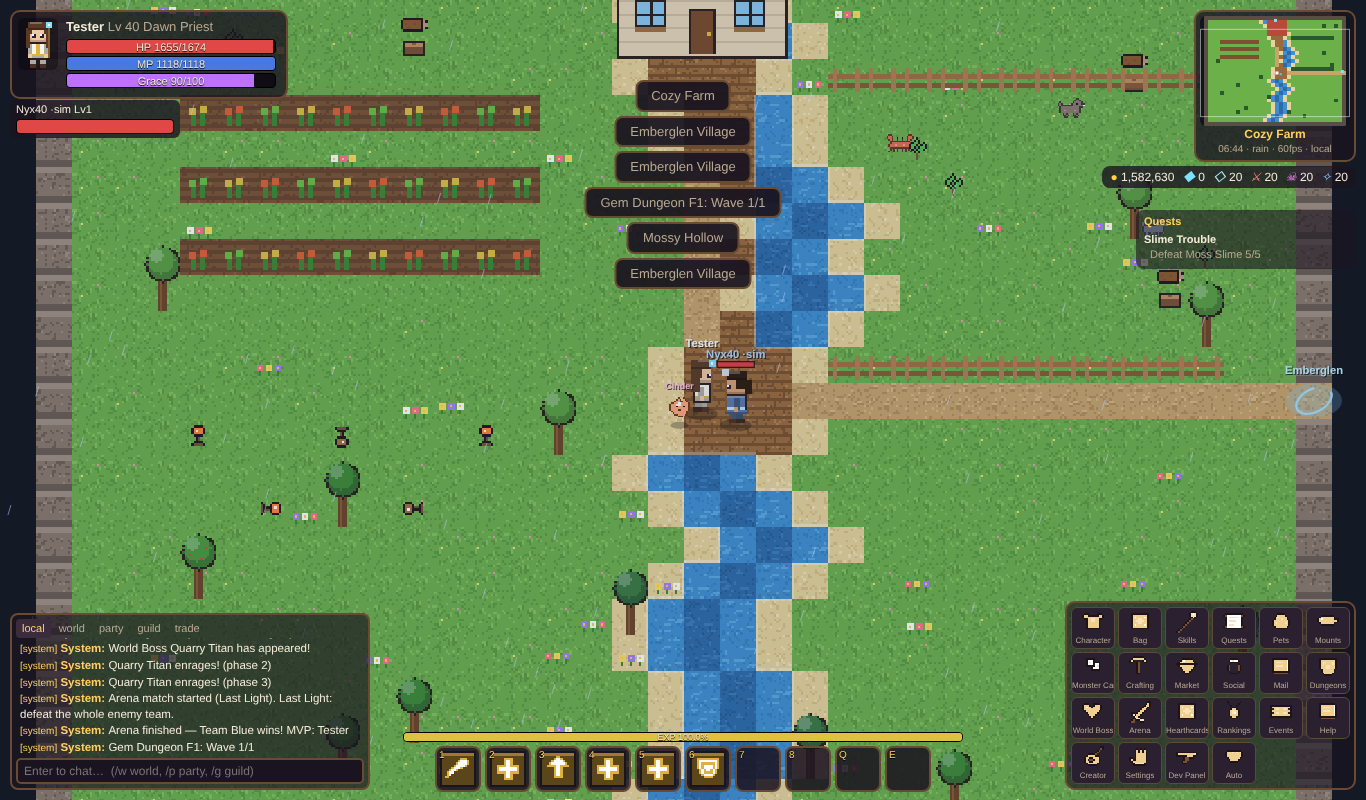 Tester Lv 40 Dawn Priest
HP 1655/1674
MP 1118/1118
Grace 90/100
Nyx40 ·sim Lv1
Cozy Farm
Emberglen Village
Emberglen Village
Gem Dungeon F1: Wave 1/1
Mossy Hollow
Emberglen Village
Cozy Farm
06:44 · rain · 60fps · local
1,582,630 0 20 20 20 20
Quests
Slime Trouble
Defeat Moss Slime 5/5
Tester
Nyx40 ·sim
Cinder
Emberglen
/
local world party guild trade
[system] System: World Boss Quarry Titan has appeared!
[system] System: Quarry Titan enrages! (phase 2)
[system] System: Quarry Titan enrages! (phase 3)
[system] System: Arena match started (Last Light). Last Light:
defeat the whole enemy team.
[system] System: Arena finished — Team Blue wins! MVP: Tester
[system] System: Gem Dungeon F1: Wave 1/1
Enter to chat… (/w world, /p party, /g guild)
EXP 100.0%
1 2 3 4 5 6 7 8 Q E
Character Bag Skills Quests Pets Mounts
Monster Ca Crafting Market Social Mail Dungeons
World Boss Arena Hearthcards Rankings Events Help
Creator Settings Dev Panel Auto